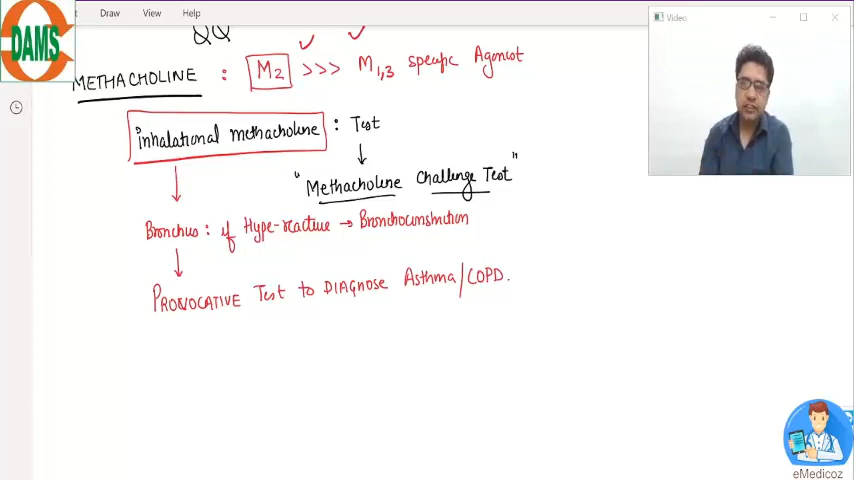 DAMS
Draw View Help
Video
METHACHOLINE : M2 >>> M1,3 specific Agonist
inhalational methacholine : Test
"Methacholine Challenge Test"
Bronchus : if Hype-reactive → Bronchoconstriction
PROVOCATIVE Test to DIAGNOSE Asthma/COPD.
eMedicoz